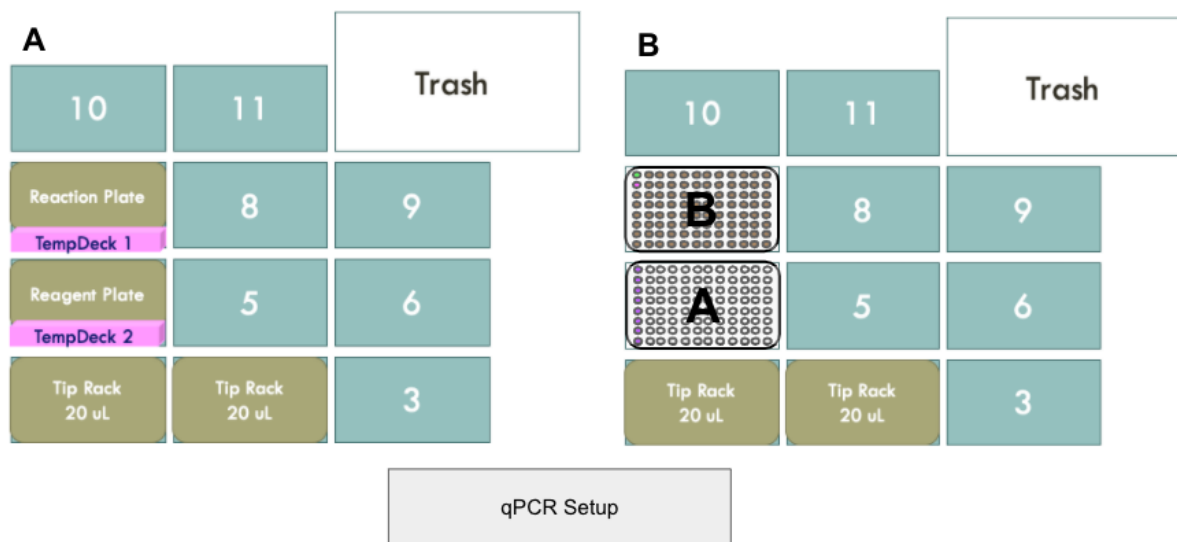 A
10
11
Trash
Reaction Plate
TempDeck 1
8
9
Reagent Plate
TempDeck 2
5
6
Tip Rack
20 uL
Tip Rack
20 uL
3
B
10
11
Trash
B
8
9
A
5
6
Tip Rack
20 uL
Tip Rack
20 uL
3
qPCR Setup